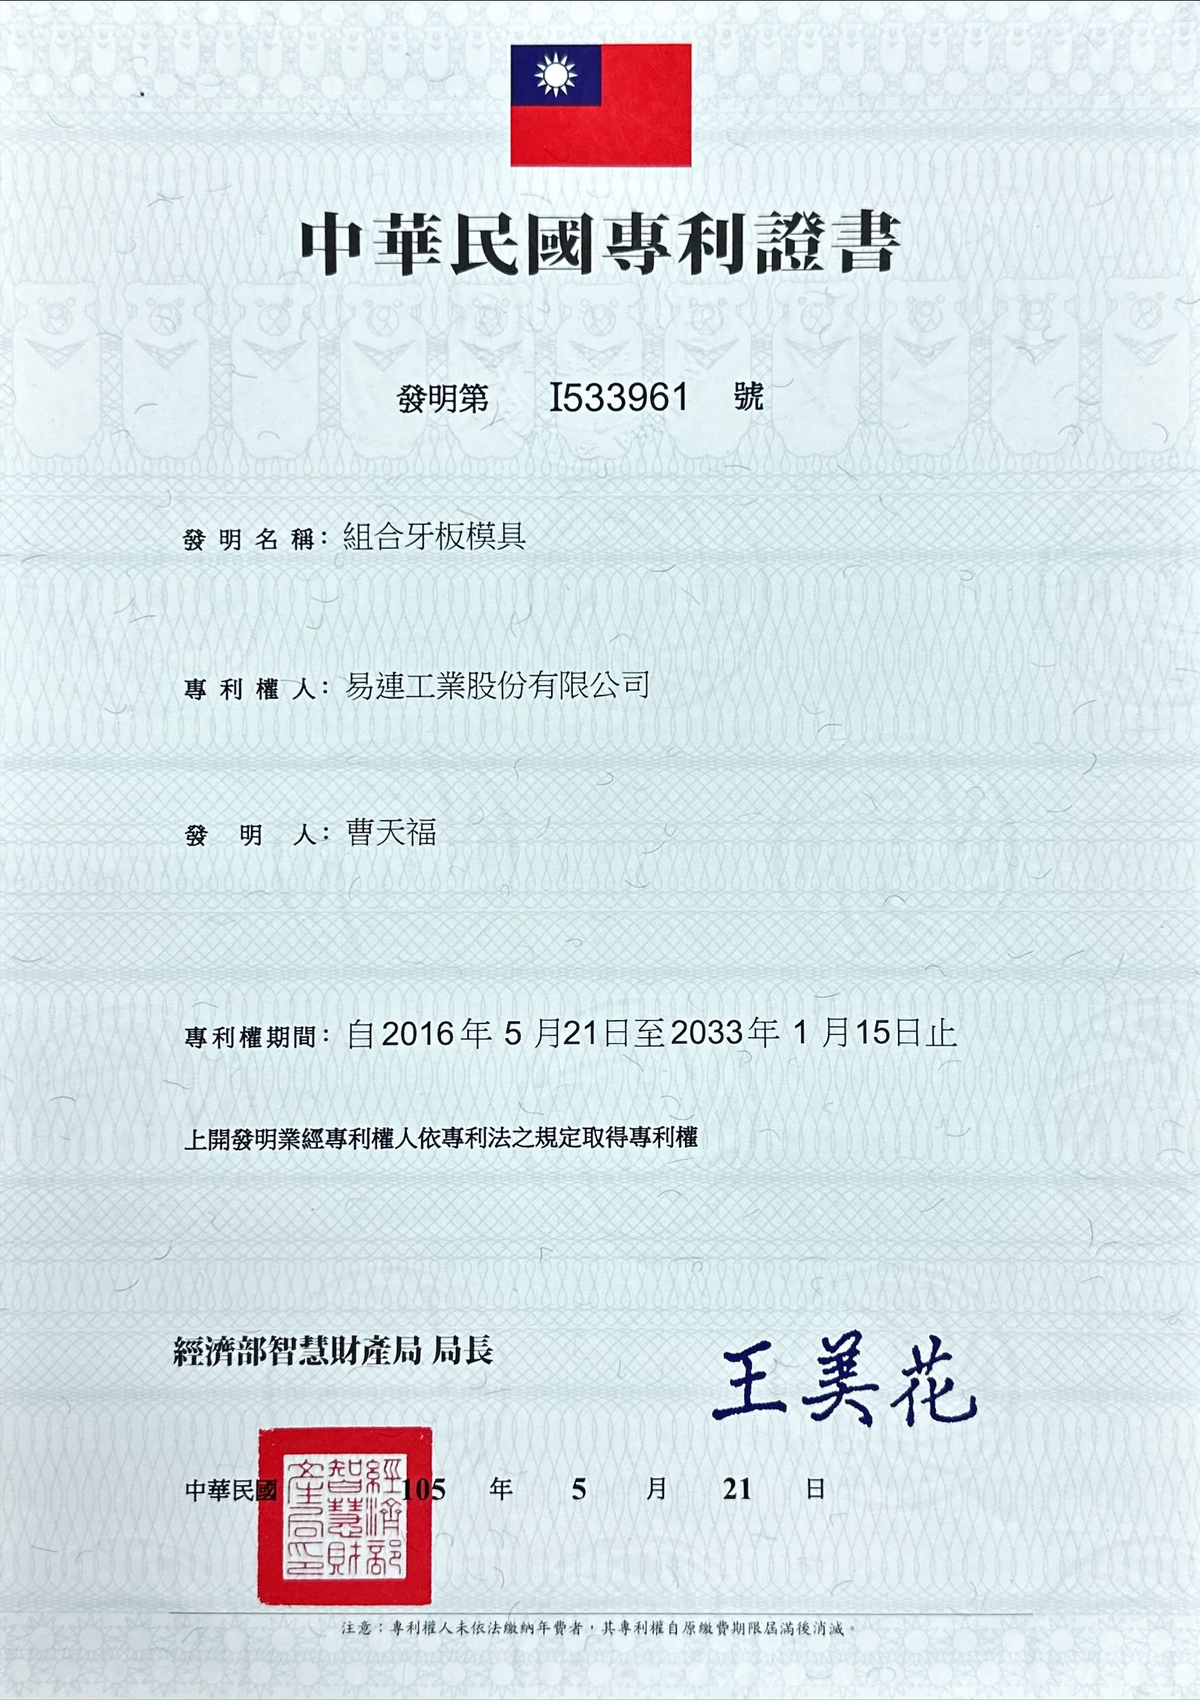 中華民國專利證書
發明第 I533961 號
發明名稱：組合牙板模具
專利權人：易連工業股份有限公司
發明人：曹天福
專利權期間：自2016年 5 月21日至2033年 1 月15日止
上開發明業經專利權人依專利法之規定取得專利權
經濟部智慧財產局 局長 王美花
中華民國 105 年 5 月 21 日
經濟部智慧財產局印
注意：專利權人未依法繳納年費者，其專利權自原繳費期限屆滿後消滅。